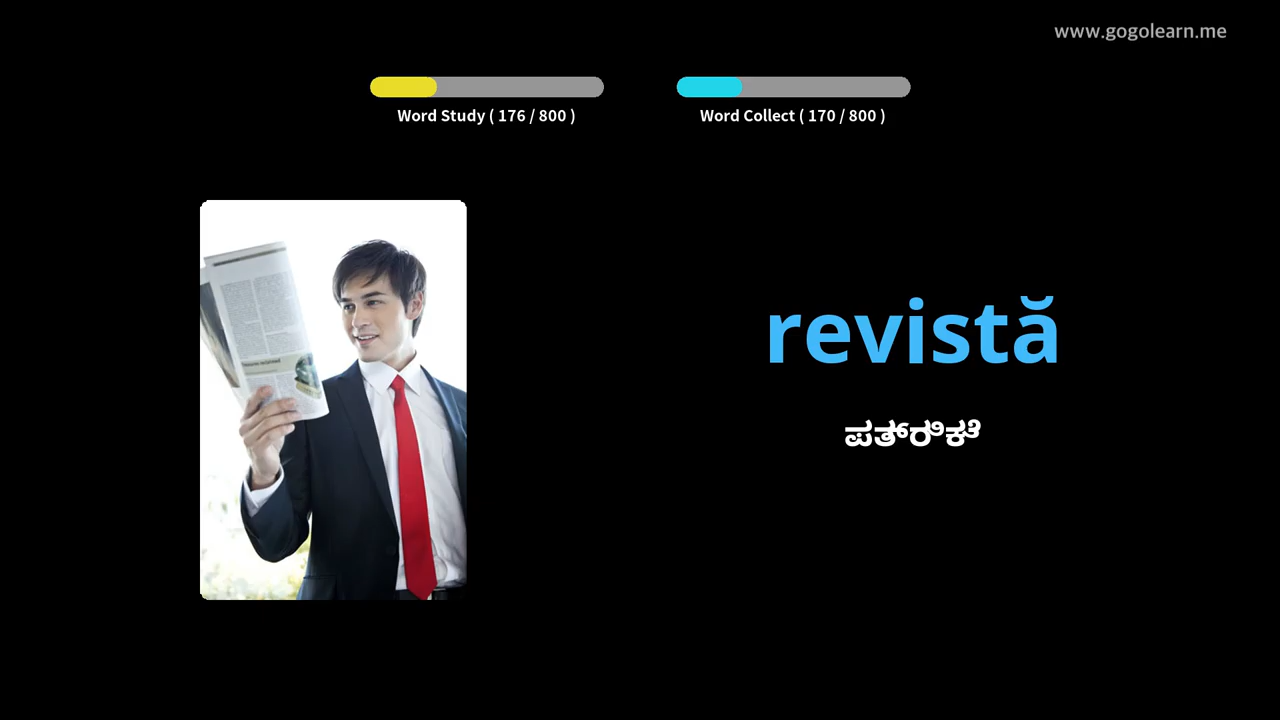 www.gogolearn.me
Word Study ( 176 / 800 )
Word Collect ( 170 / 800 )
revistă
ಪತ್ರಿಕೆ